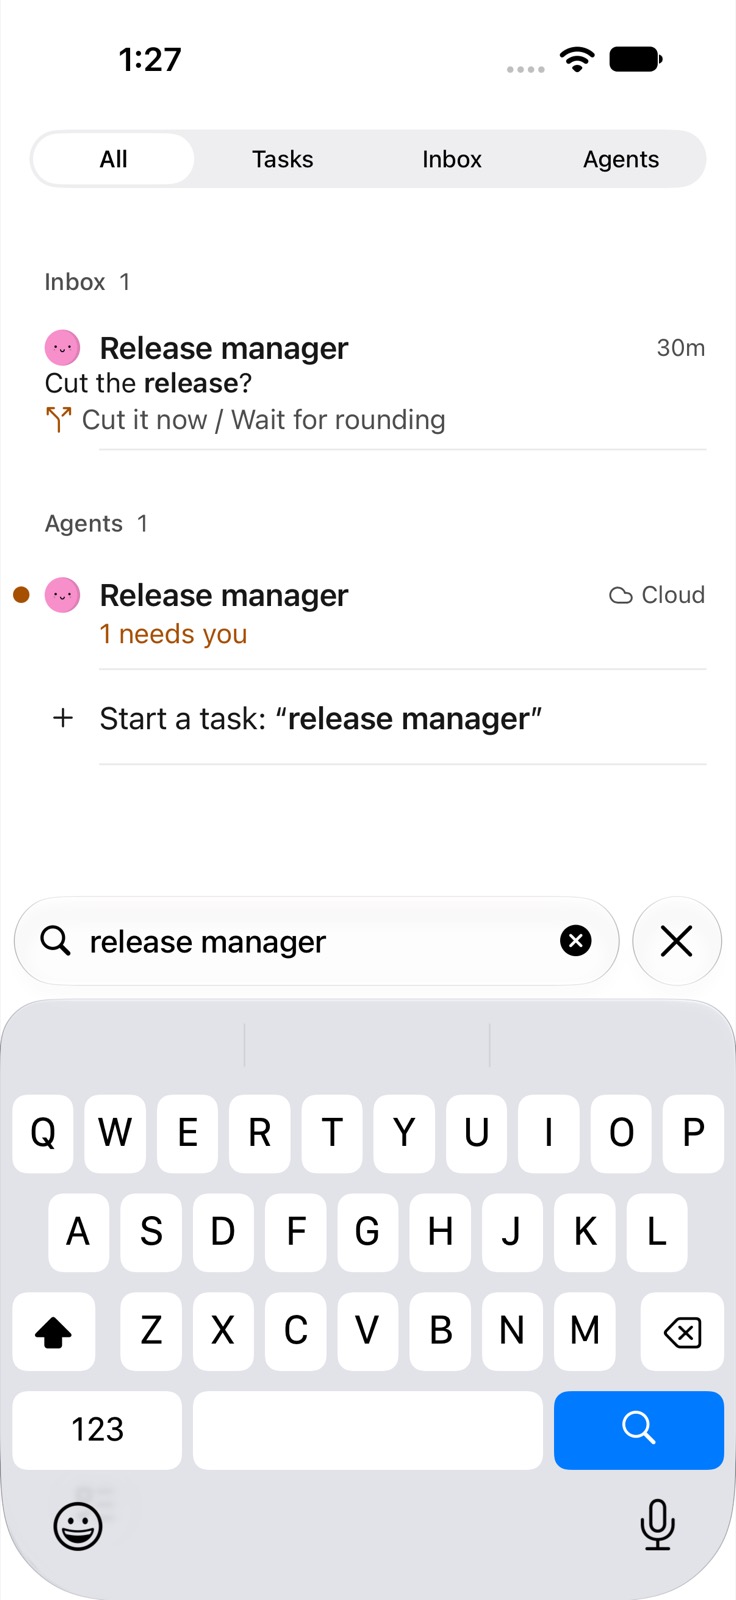 1:27
All
Tasks
Inbox
Agents
Inbox 1
Release manager
30m
Cut the release?
Cut it now / Wait for rounding
Agents 1
Release manager
Cloud
1 needs you
Start a task: “release manager”
release manager
Q W E R T Y U I O P
A S D F G H J K L
Z X C V B N M
123